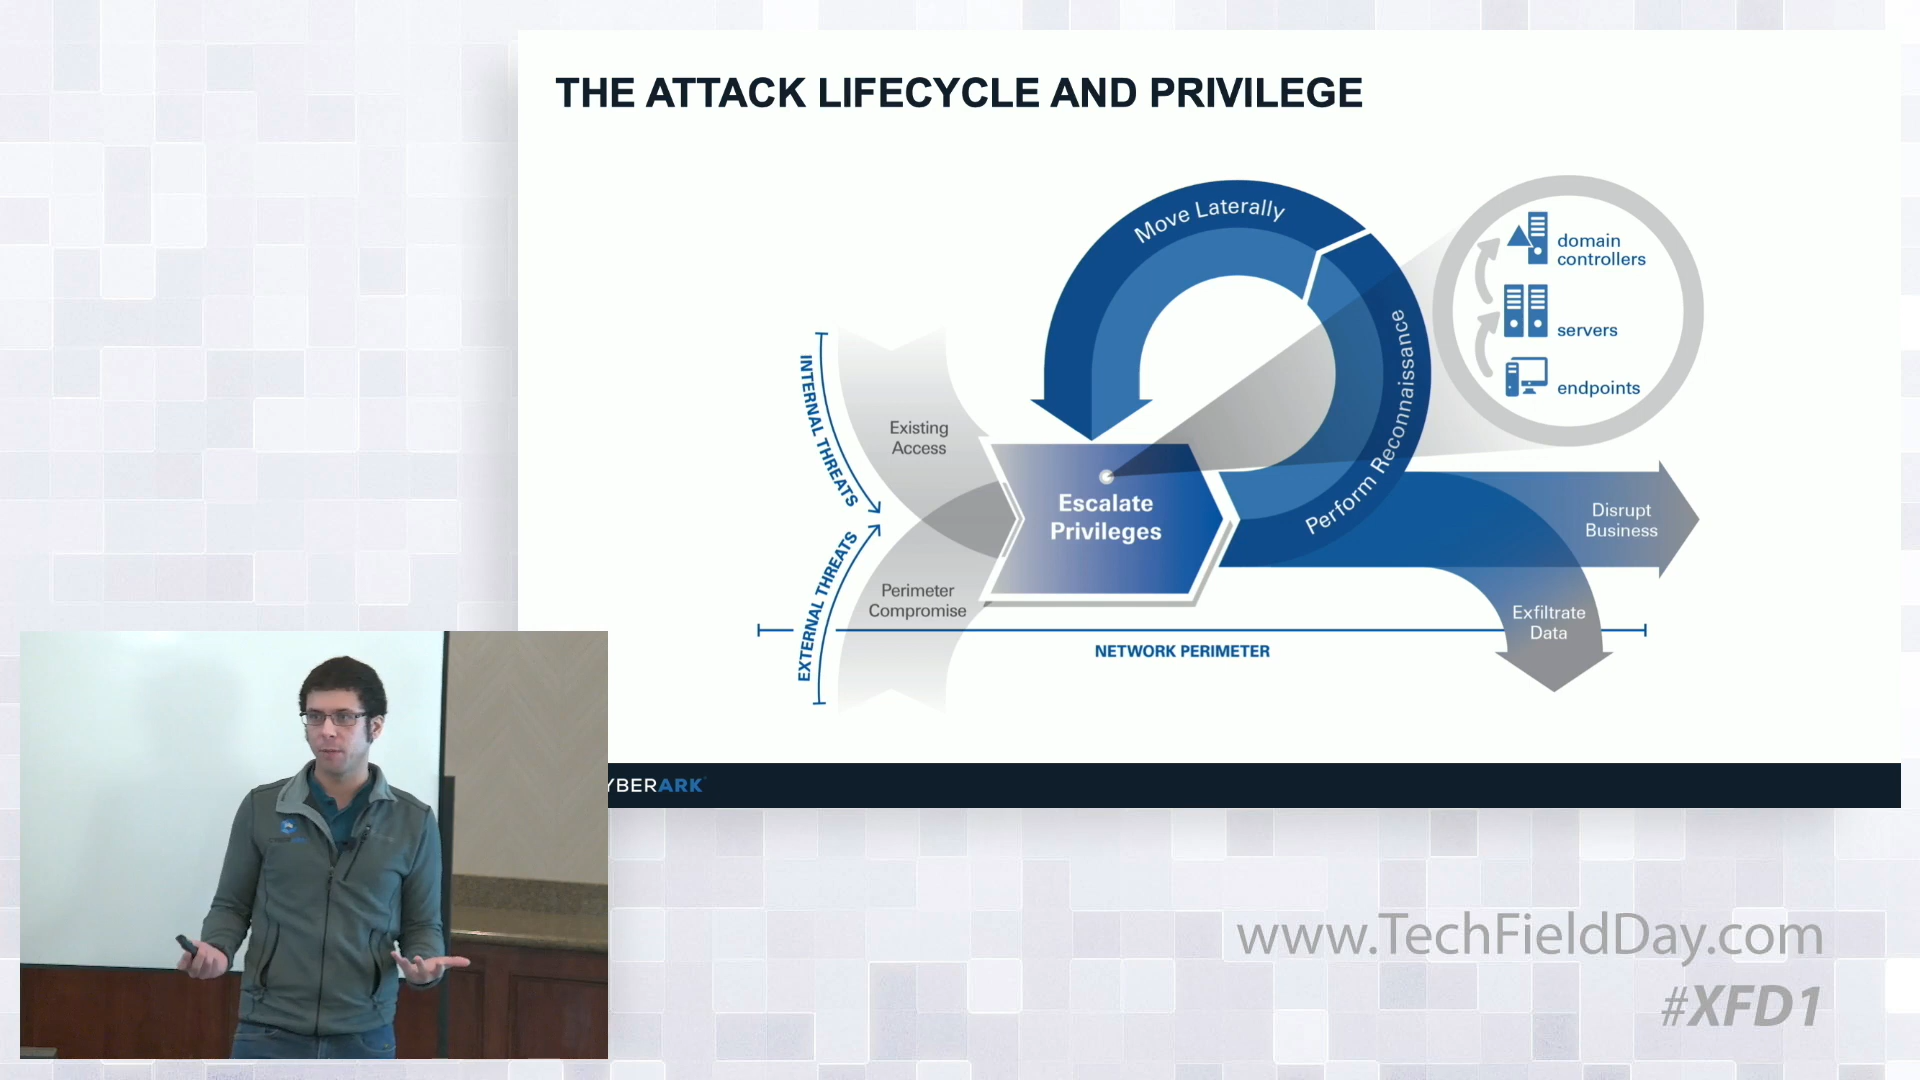 THE ATTACK LIFECYCLE AND PRIVILEGE
Move Laterally
Perform Reconnaissance
domain
controllers
servers
endpoints
INTERNAL THREATS
Existing
Access
Escalate
Privileges
Disrupt
Business
EXTERNAL THREATS
Perimeter
Compromise
Exfiltrate
Data
NETWORK PERIMETER
YBERARK
www.TechFieldDay.com
#XFD1